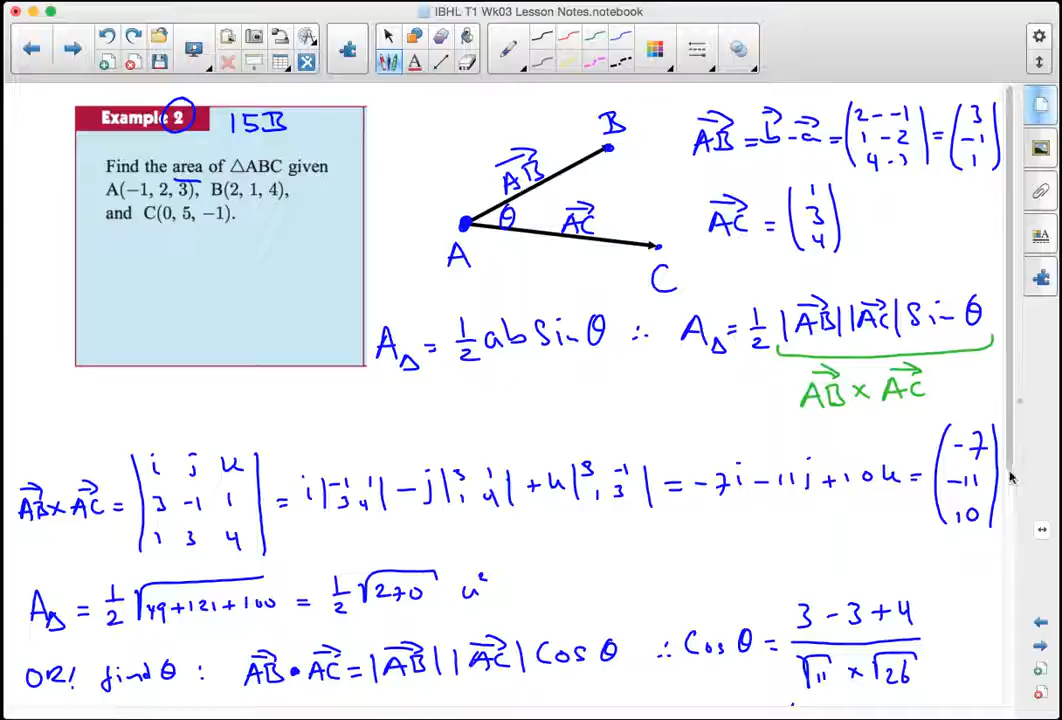 IBHL T1 Wk03 Lesson Notes.notebook
Example 2 15B
Find the area of △ABC given
A(−1, 2, 3), B(2, 1, 4),
and C(0, 5, −1).
B
AB
θ
AC
A
C
AB = b - a = (2 - -1, 1 - 2, 4 - 3) = (3, -1, 1)
AC = (1, 3, 4)
A△ = 1/2 ab Sin θ ∴ A△ = 1/2 |AB||AC| Sin θ
AB × AC
AB × AC = |i j k, 3 -1 1, 1 3 4| = i|-1 1, 3 4| - j|3 1, 1 4| + k|3 -1, 1 3| = -7i - 11j + 10k = (-7, -11, 10)
A△ = 1/2 √(49+121+100) = 1/2 √270 u²
OR! find θ : AB • AC = |AB| |AC| Cos θ ∴ Cos θ = (3 - 3 + 4)/(√11 × √26)